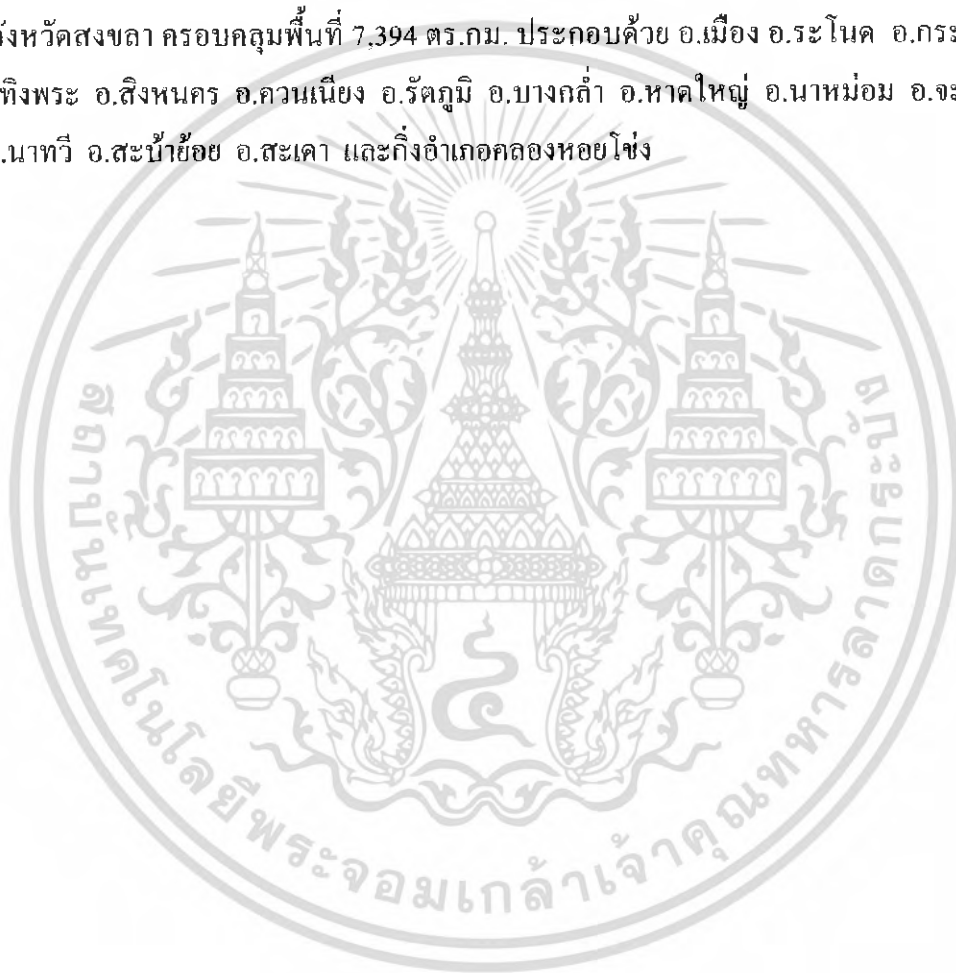 จังหวัดสงขลา ครอบคลุมพื้นที่ 7,394 ตร.กม. ประกอบด้วย อ.เมือง อ.ระโนด อ.กระ
ทิงพระ อ.สิงหนคร อ.ควนเนียง อ.รัตภูมิ อ.บางกล่ำ อ.หาดใหญ่ อ.นาหม่อม อ.จะ
.นาทวี อ.สะบ้าย้อย อ.สะเดา และกิ่งอำเภอคลองหอยโข่ง
สถาบันเทคโนโลยีพระจอมเกล้าเจ้าคุณทหารลาดกระบัง